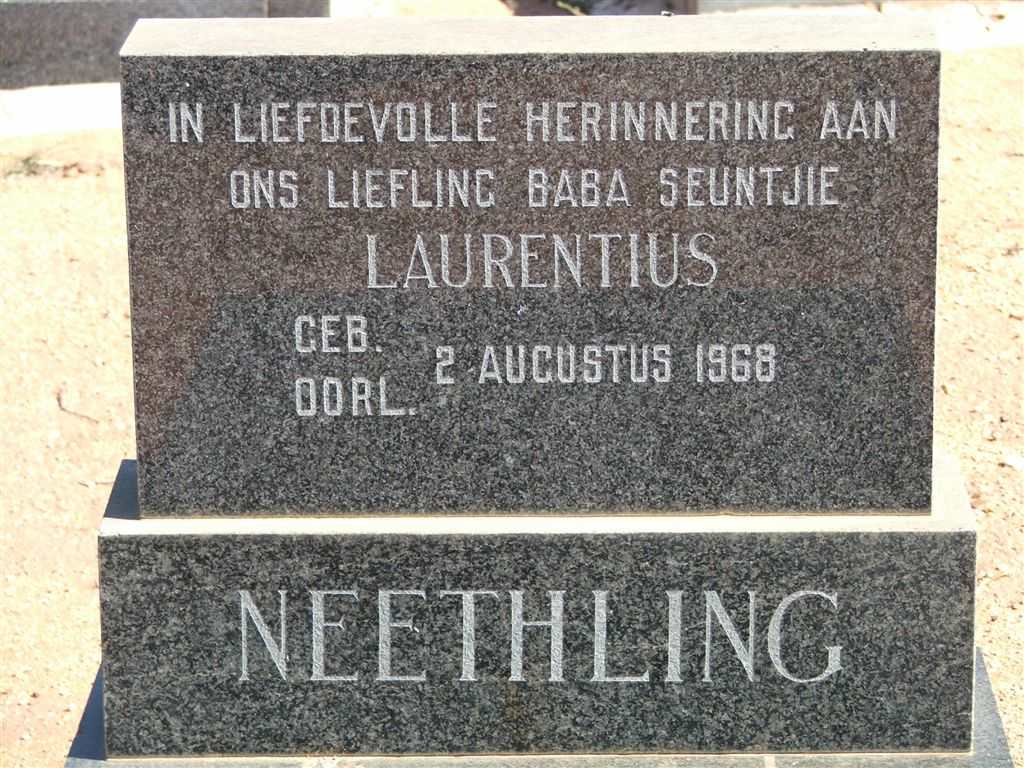 IN LIEFDEVOLLE HERINNERING AAN
ONS LIEFLING BABA SEUNTJIE
LAURENTIUS
GEB.
2 AUGUSTUS 1968
OORL.
NEETHLING